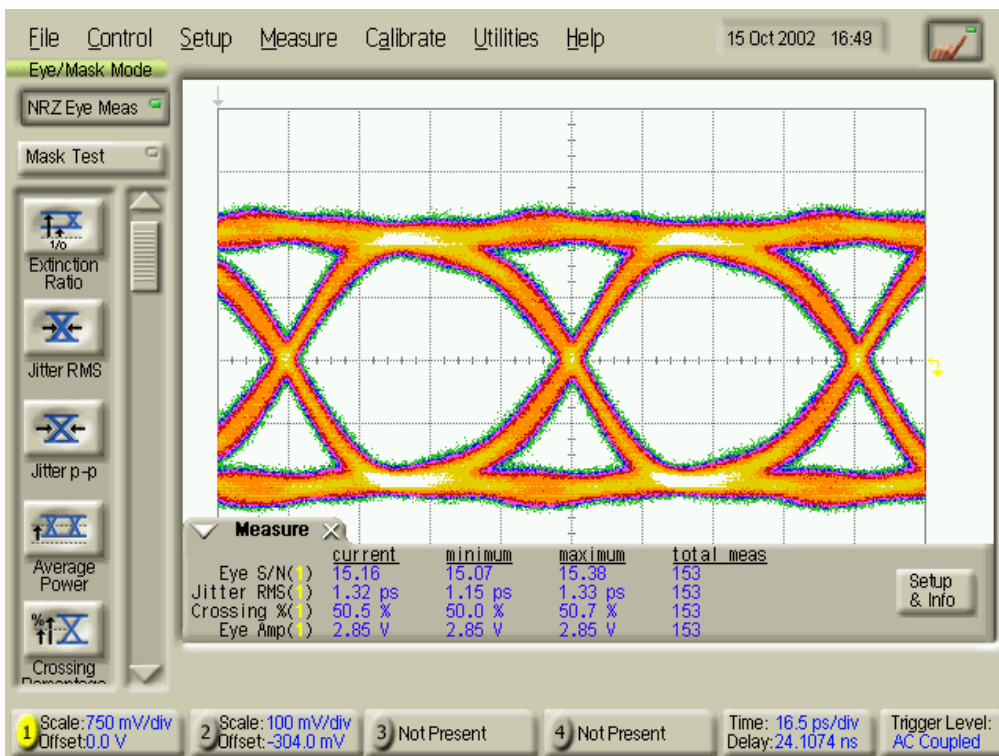 File Control Setup Measure Calibrate Utilities Help 15 Oct 2002 16:49
Eye/Mask Mode
NRZ Eye Meas
Mask Test
1/0
Extinction
Ratio
Jitter RMS
Jitter p-p
Average
Power
%
Crossing
Percentage
Measure
current minimum maximum total meas
Eye S/N(1) 15.16 15.07 15.38 153
Jitter RMS(1) 1.32 ps 1.15 ps 1.33 ps 153
Crossing %(1) 50.5 % 50.0 % 50.7 % 153
Eye Amp(1) 2.85 V 2.85 V 2.85 V 153
Setup
& Info
1 Scale:750 mV/div
Offset:0.0 V
2 Scale:100 mV/div
Offset:-304.0 mV
3 Not Present
4 Not Present
Time: 16.5 ps/div
Delay:24.1074 ns
Trigger Level:
AC Coupled